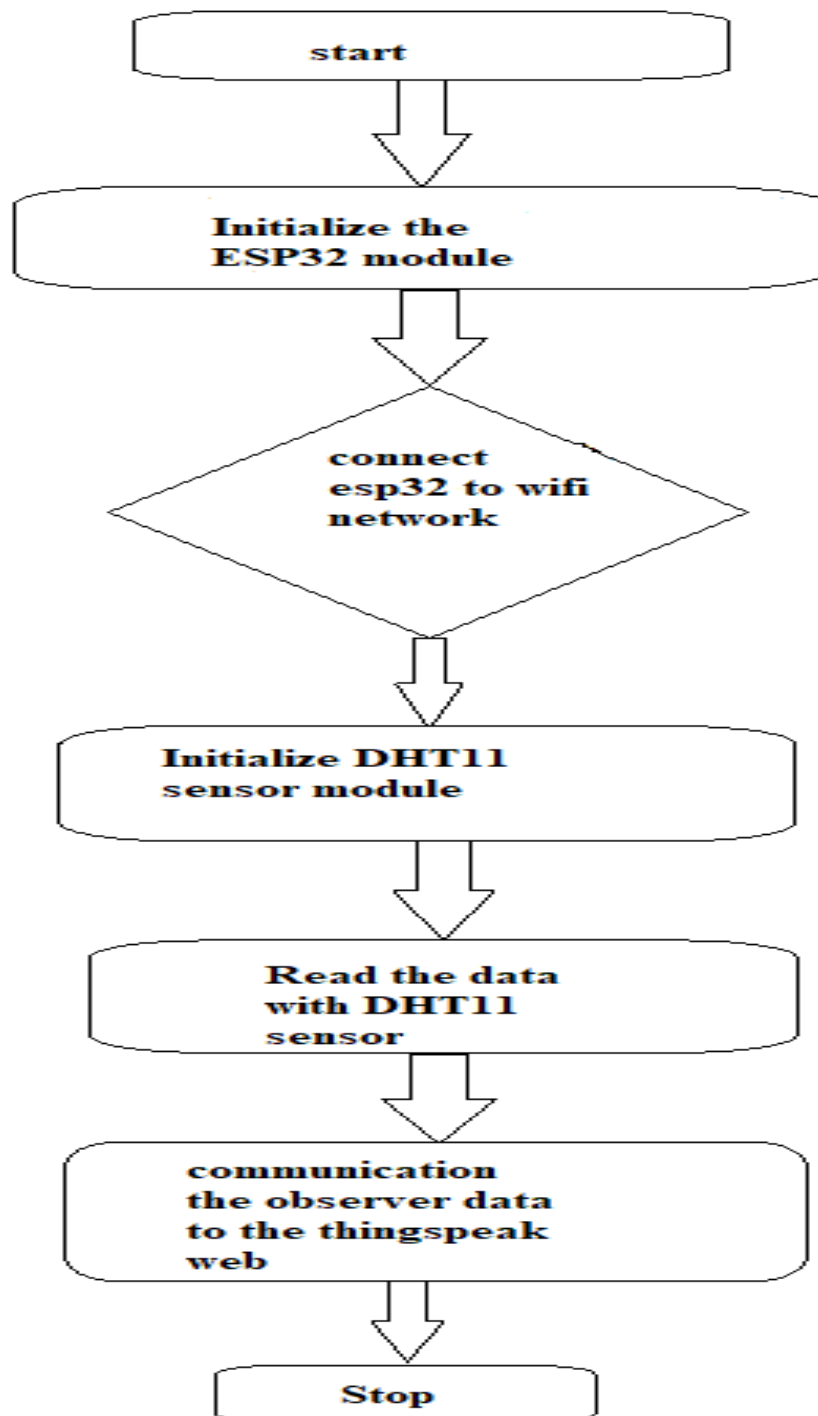 start
Initialize the
ESP32 module
connect
esp32 to wifi
network
Initialize DHT11
sensor module
Read the data
with DHT11
sensor
communication
the observer data
to the thingspeak
web
Stop